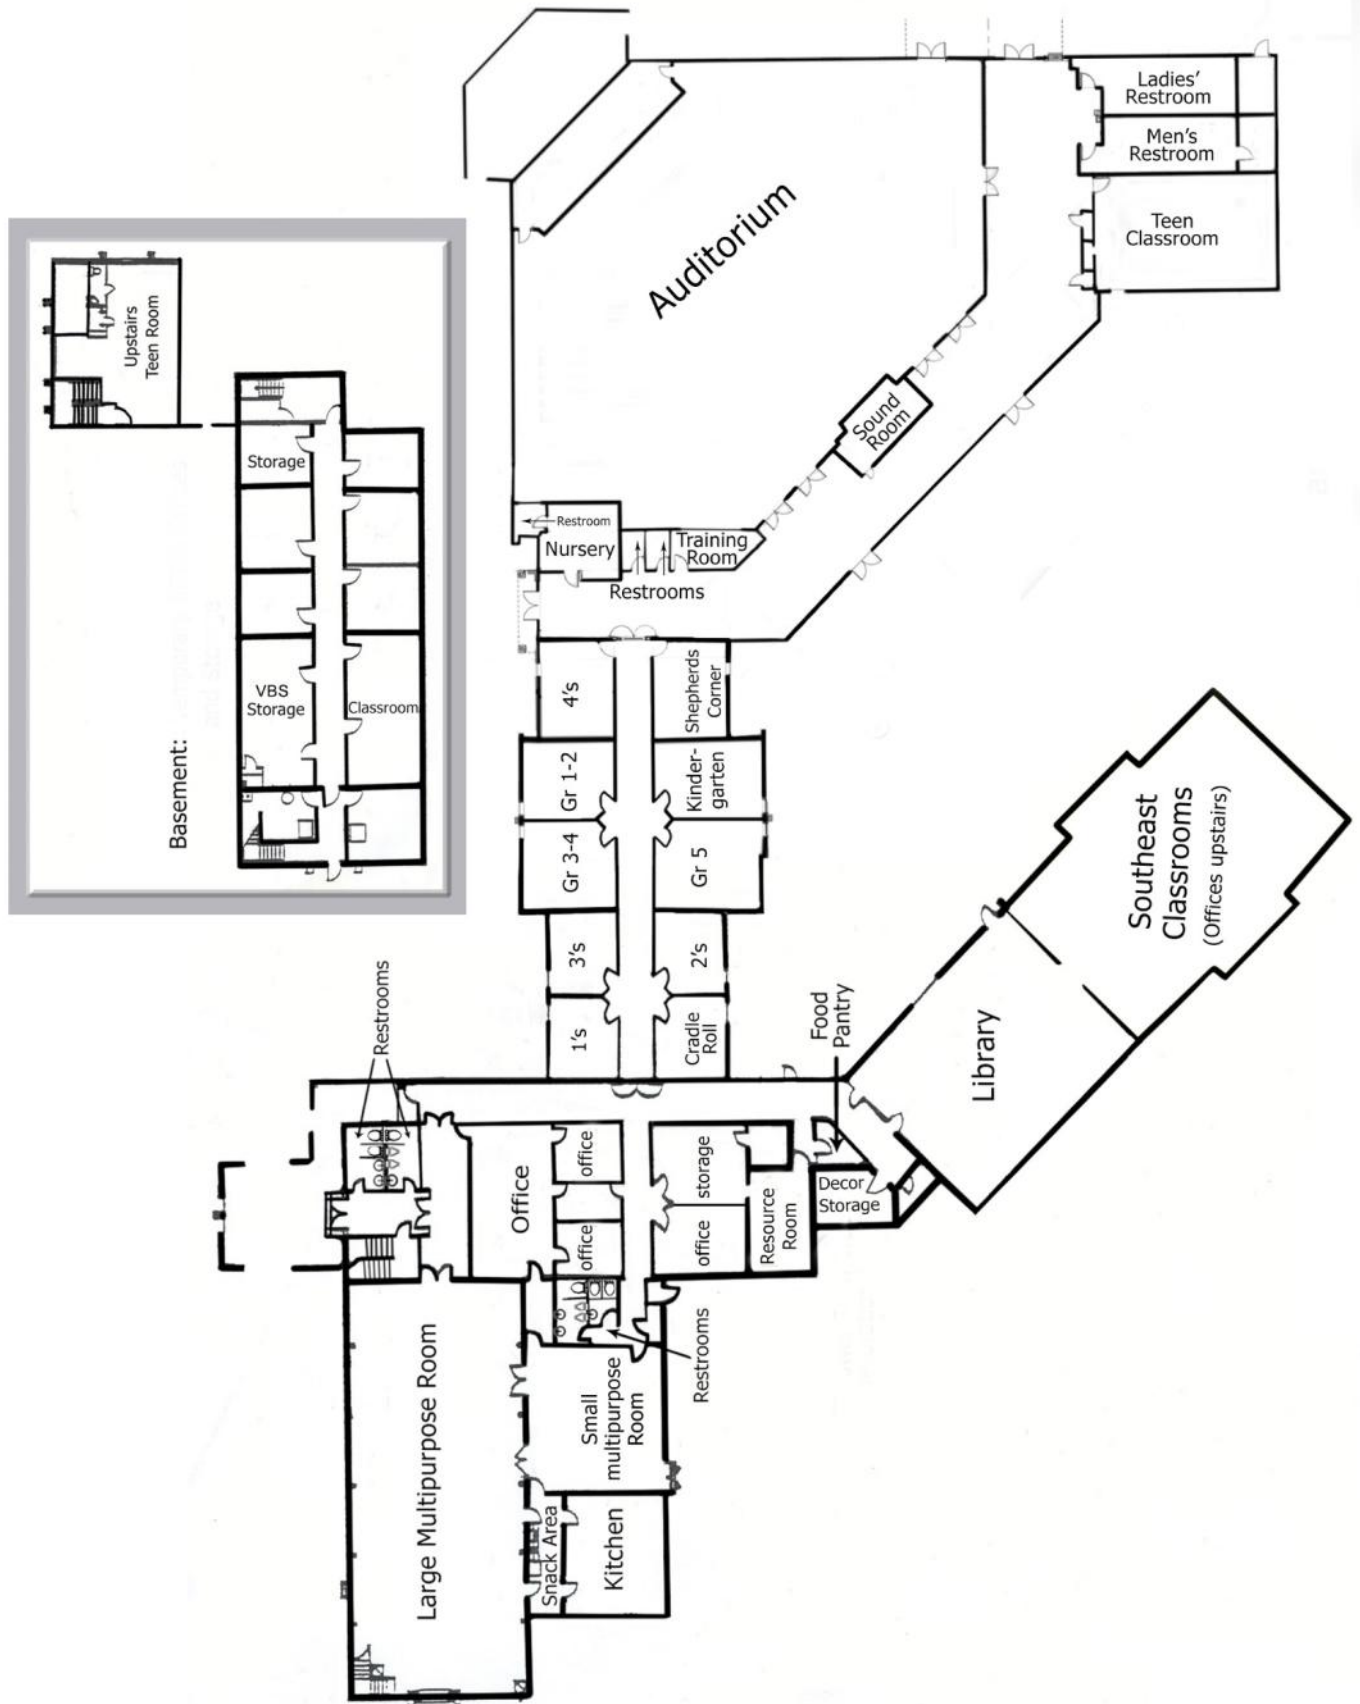 Ladies'
Restroom
Men's
Restroom
Teen
Classroom
Auditorium
Sound
Room
Restroom
Nursery
Training
Room
Restrooms
Upstairs
Teen Room
Storage
VBS
Storage
Classroom
Basement:
4's
Shepherds
Corner
Gr 1-2
Kinder-
garten
Gr 3-4
Gr 5
3's
2's
1's
Cradle
Roll
Restrooms
Food
Pantry
Library
Southeast
Classrooms
(Offices upstairs)
Office
office
office
storage
office
Resource
Room
Decor
Storage
Restrooms
Large Multipurpose Room
Small
multipurpose
Room
Snack Area
Kitchen